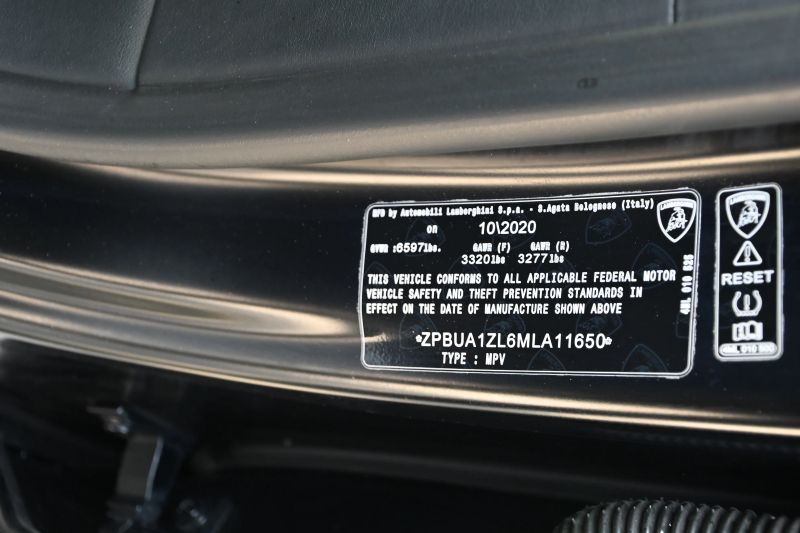 MFD by Automobili Lamborghini S.p.a. - S.Agata Bolognese (Italy)
on 10\2020
GVWR :6597lbs. GAWR (F) GAWR (R)
3320lbs 3277lbs
THIS VEHICLE CONFORMS TO ALL APPLICABLE FEDERAL MOTOR
VEHICLE SAFETY AND THEFT PREVENTION STANDARDS IN
EFFECT ON THE DATE OF MANUFACTURE SHOWN ABOVE
*ZPBUA1ZL6MLA11650*
TYPE : MPV
LAMBORGHINI
RESET